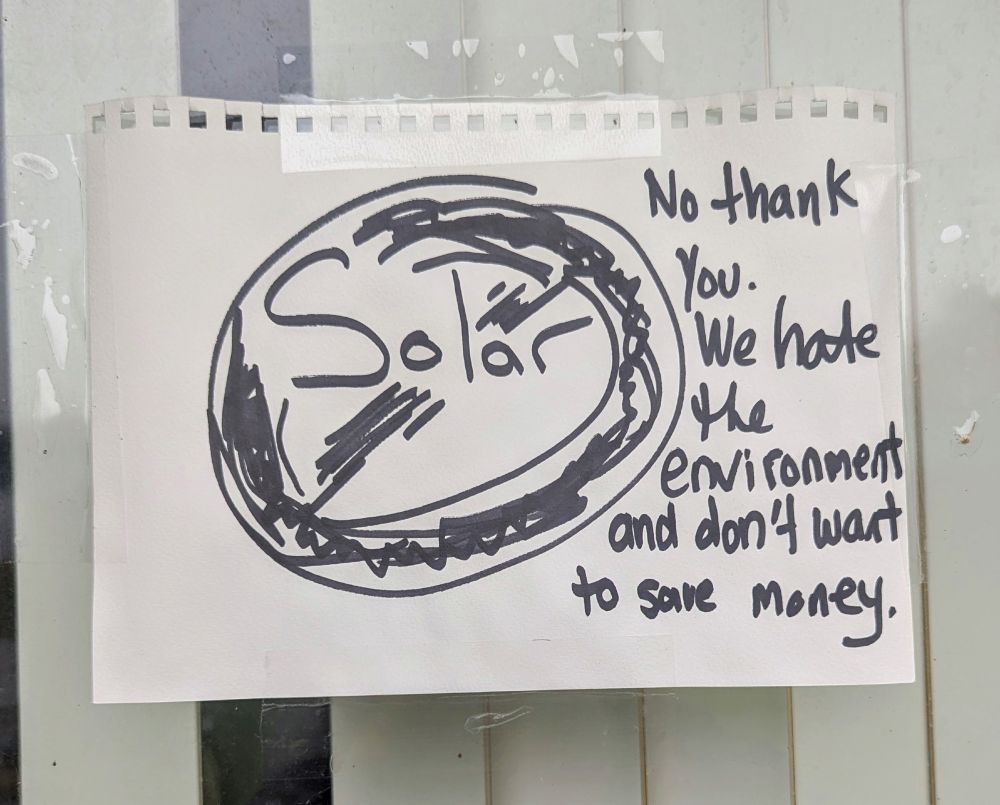 Solar
No thank
you.
We hate
the
environment
and don't want
to save money.